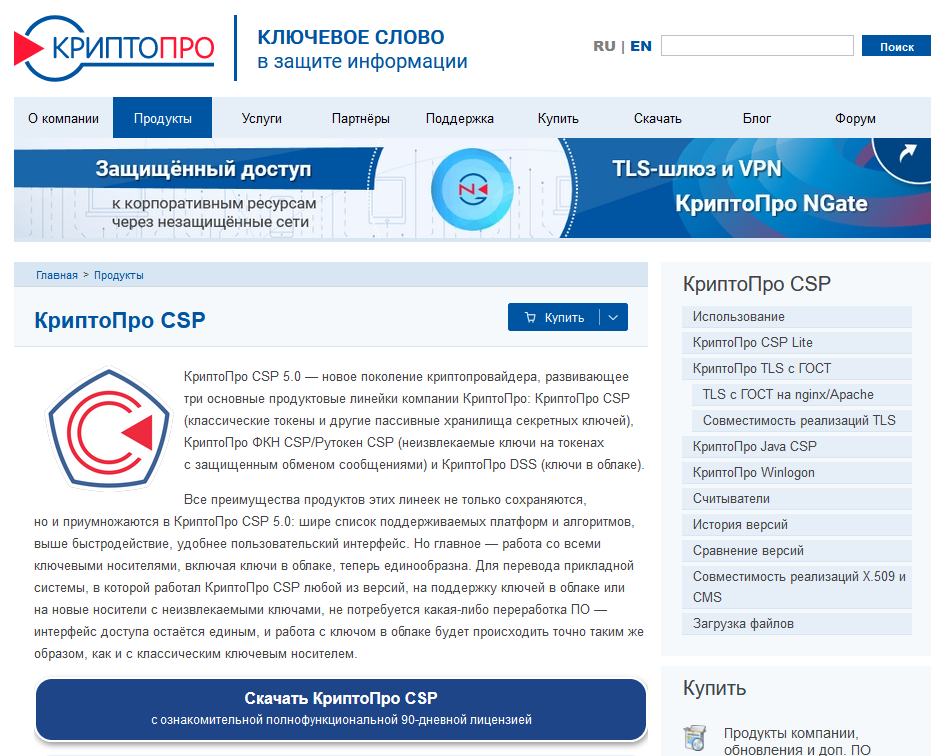 КРИПТОПРО
КЛЮЧЕВОЕ СЛОВО
в защите информации
RU | EN
Поиск
О компании
Продукты
Услуги
Партнёры
Поддержка
Купить
Скачать
Блог
Форум
Защищённый доступ
к корпоративным ресурсам
через незащищённые сети
TLS-шлюз и VPN
КриптоПро NGate
Главная > Продукты
КриптоПро CSP
Купить
КриптоПро CSP 5.0 — новое поколение криптопровайдера, развивающее
три основные продуктовые линейки компании КриптоПро: КриптоПро CSP
(классические токены и другие пассивные хранилища секретных ключей),
КриптоПро ФКН CSP/Рутокен CSP (неизвлекаемые ключи на токенах
с защищенным обменом сообщениями) и КриптоПро DSS (ключи в облаке).
Все преимущества продуктов этих линеек не только сохраняются,
но и приумножаются в КриптоПро CSP 5.0: шире список поддерживаемых платформ и алгоритмов,
выше быстродействие, удобнее пользовательский интерфейс. Но главное — работа со всеми
ключевыми носителями, включая ключи в облаке, теперь единообразна. Для перевода прикладной
системы, в которой работал КриптоПро CSP любой из версий, на поддержку ключей в облаке или
на новые носители с неизвлекаемыми ключами, не потребуется какая-либо переработка ПО —
интерфейс доступа остаётся единым, и работа с ключом в облаке будет происходить точно таким же
образом, как и с классическим ключевым носителем.
Скачать КриптоПро CSP
с ознакомительной полнофункциональной 90-дневной лицензией
КриптоПро CSP
Использование
КриптоПро CSP Lite
КриптоПро TLS c ГОСТ
TLS с ГОСТ на nginx/Apache
Совместимость реализаций TLS
КриптоПро Java CSP
КриптоПро Winlogon
Считыватели
История версий
Сравнение версий
Совместимость реализаций X.509 и
CMS
Загрузка файлов
Купить
Продукты компании,
обновления и доп. ПО